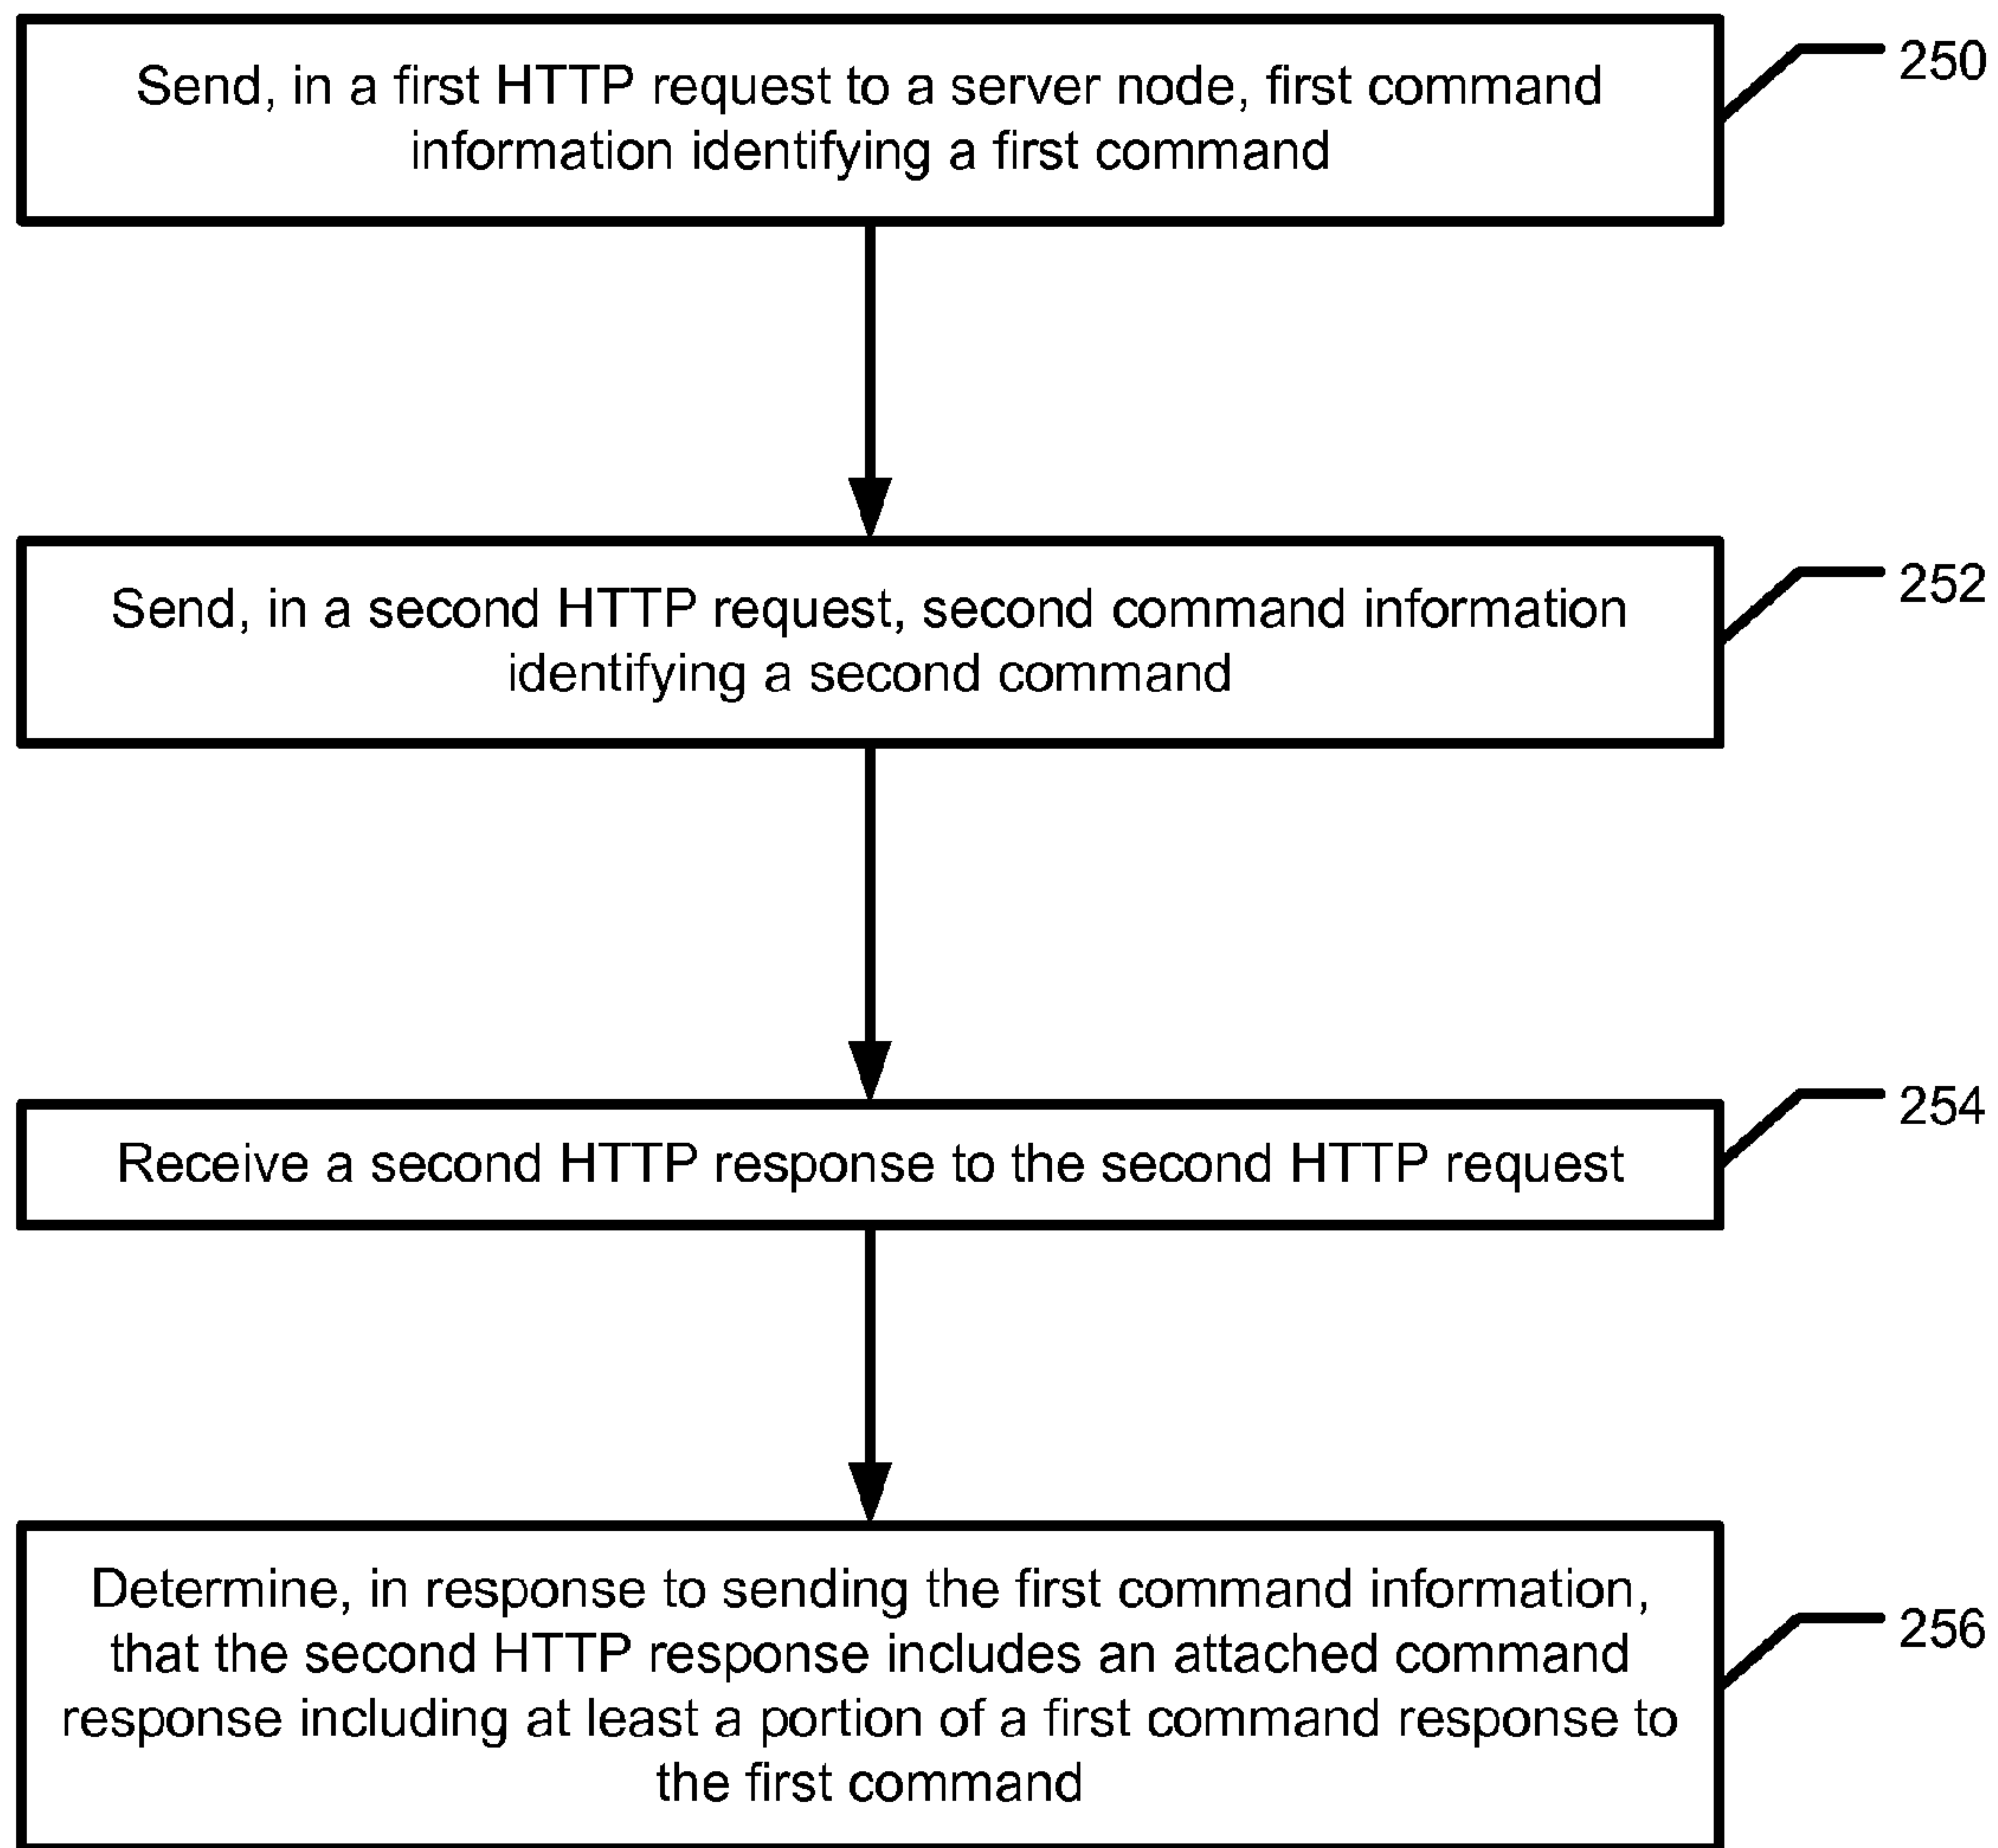 Send, in a first HTTP request to a server node, first command
information identifying a first command
250
Send, in a second HTTP request, second command information
identifying a second command
252
Receive a second HTTP response to the second HTTP request
254
Determine, in response to sending the first command information,
that the second HTTP response includes an attached command
response including at least a portion of a first command response to
the first command
256